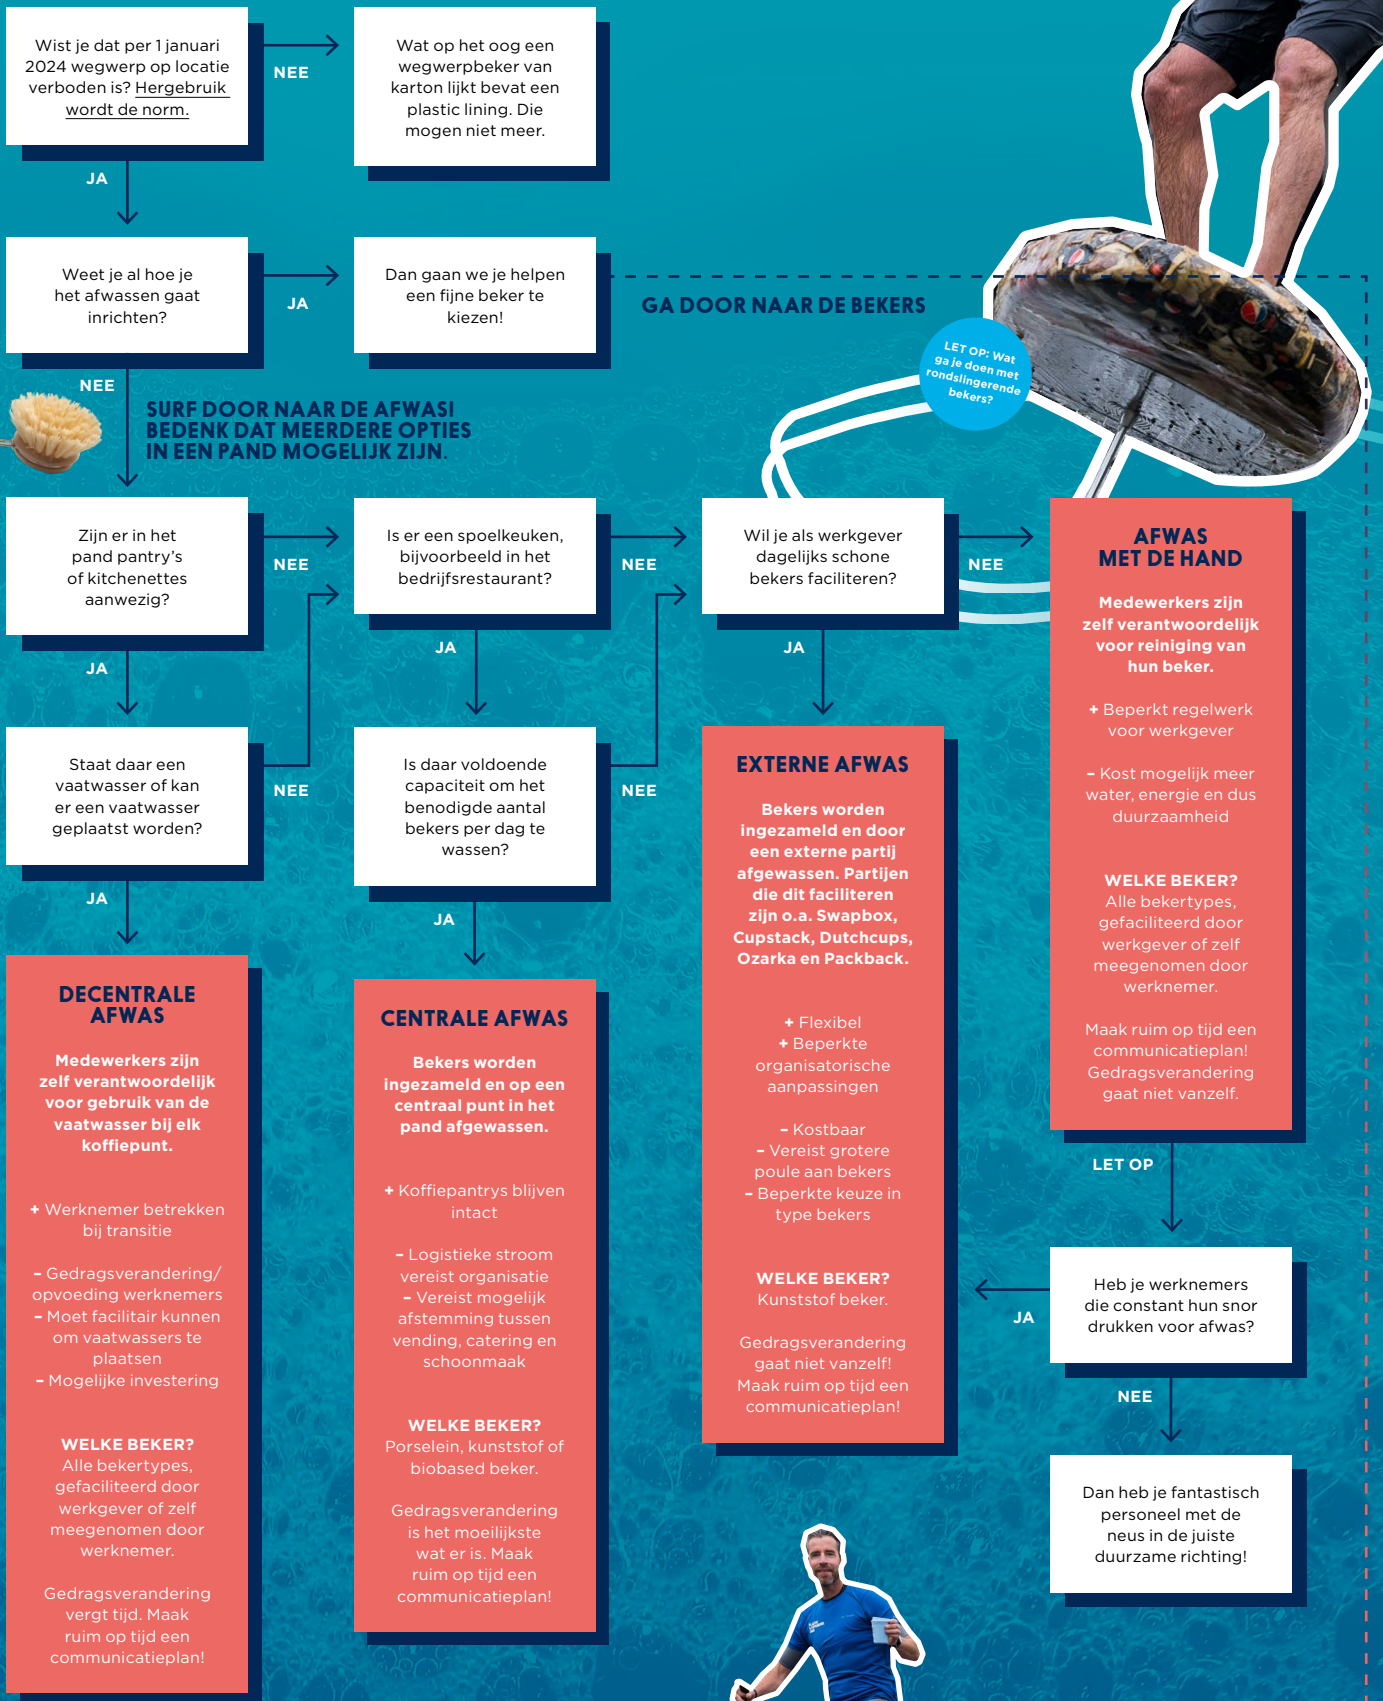 Wist je dat per 1 januari
2024 wegwerp op locatie
verboden is? Hergebruik
wordt de norm.
NEE
Wat op het oog een
wegwerpbeker van
karton lijkt bevat een
plastic lining. Die
mogen niet meer.
JA
Weet je al hoe je
het afwassen gaat
inrichten?
JA
Dan gaan we je helpen
een fijne beker te
kiezen!
GA DOOR NAAR DE BEKERS
LET OP: Wat
ga je doen met
rondslingerende
bekers?
NEE
SURF DOOR NAAR DE AFWAS!
BEDENK DAT MEERDERE OPTIES
IN EEN PAND MOGELIJK ZIJN.
Zijn er in het
pand pantry's
of kitchenettes
aanwezig?
NEE
Is er een spoelkeuken,
bijvoorbeeld in het
bedrijfsrestaurant?
NEE
Wil je als werkgever
dagelijks schone
bekers faciliteren?
NEE
AFWAS
MET DE HAND
Medewerkers zijn
zelf verantwoordelijk
voor reiniging van
hun beker.
+ Beperkt regelwerk
voor werkgever
– Kost mogelijk meer
water, energie en dus
duurzaamheid
WELKE BEKER?
Alle bekertypes,
gefaciliteerd door
werkgever of zelf
meegenomen door
werknemer.
Maak ruim op tijd een
communicatieplan!
Gedragsverandering
gaat niet vanzelf.
JA
JA
JA
Staat daar een
vaatwasser of kan
er een vaatwasser
geplaatst worden?
NEE
Is daar voldoende
capaciteit om het
benodigde aantal
bekers per dag te
wassen?
NEE
EXTERNE AFWAS
Bekers worden
ingezameld en door
een externe partij
afgewassen. Partijen
die dit faciliteren
zijn o.a. Swapbox,
Cupstack, Dutchcups,
Ozarka en Packback.
+ Flexibel
+ Beperkte
organisatorische
aanpassingen
– Kostbaar
– Vereist grotere
poule aan bekers
– Beperkte keuze in
type bekers
WELKE BEKER?
Kunststof beker.
Gedragsverandering
gaat niet vanzelf!
Maak ruim op tijd een
communicatieplan!
JA
JA
DECENTRALE
AFWAS
Medewerkers zijn
zelf verantwoordelijk
voor gebruik van de
vaatwasser bij elk
koffiepunt.
+ Werknemer betrekken
bij transitie
– Gedragsverandering/
opvoeding werknemers
– Moet facilitair kunnen
om vaatwassers te
plaatsen
– Mogelijke investering
WELKE BEKER?
Alle bekertypes,
gefaciliteerd door
werkgever of zelf
meegenomen door
werknemer.
Gedragsverandering
vergt tijd. Maak
ruim op tijd een
communicatieplan!
CENTRALE AFWAS
Bekers worden
ingezameld en op een
centraal punt in het
pand afgewassen.
+ Koffiepantrys blijven
intact
– Logistieke stroom
vereist organisatie
– Vereist mogelijk
afstemming tussen
vending, catering en
schoonmaak
WELKE BEKER?
Porselein, kunststof of
biobased beker.
Gedragsverandering
is het moeilijkste
wat er is. Maak
ruim op tijd een
communicatieplan!
LET OP
Heb je werknemers
die constant hun snor
drukken voor afwas?
JA
NEE
Dan heb je fantastisch
personeel met de
neus in de juiste
duurzame richting!